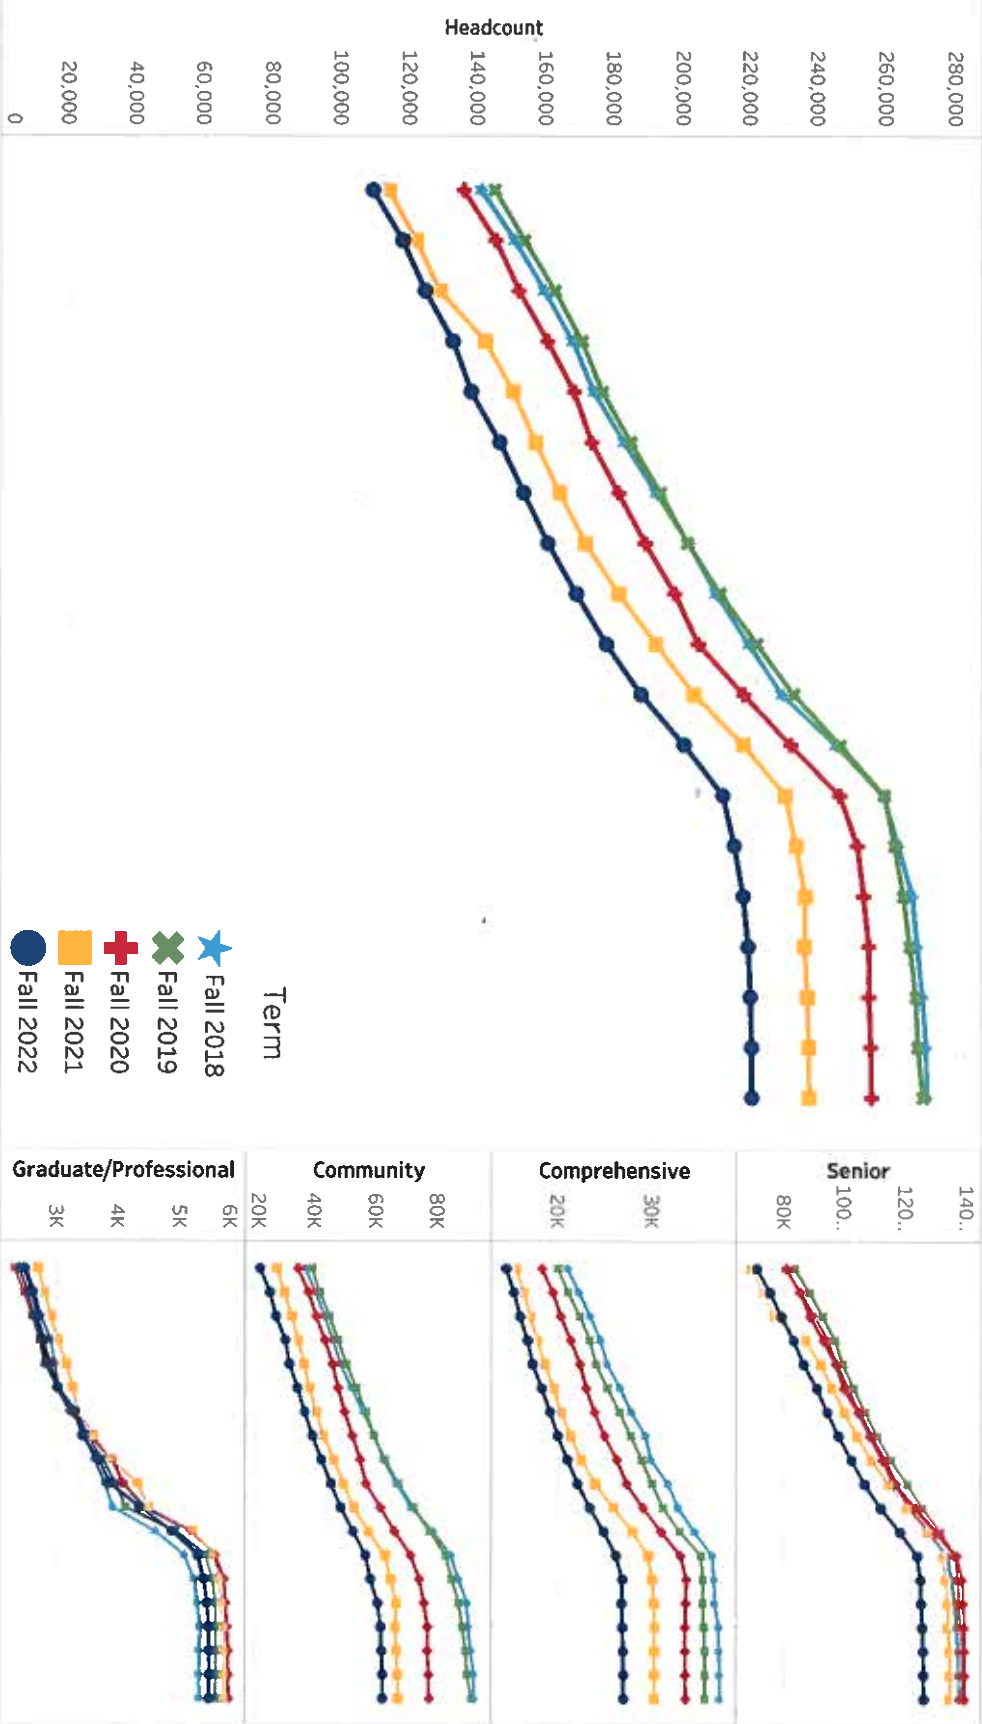 Headcount
280,000
260,000
240,000
220,000
200,000
180,000
160,000
140,000
120,000
100,000
80,000
60,000
40,000
20,000
0
Term
Fall 2018
Fall 2019
Fall 2020
Fall 2021
Fall 2022
Senior
140..
120..
100..
80K
Comprehensive
30K
20K
Community
80K
60K
40K
20K
Graduate/Professional
6K
5K
4K
3K